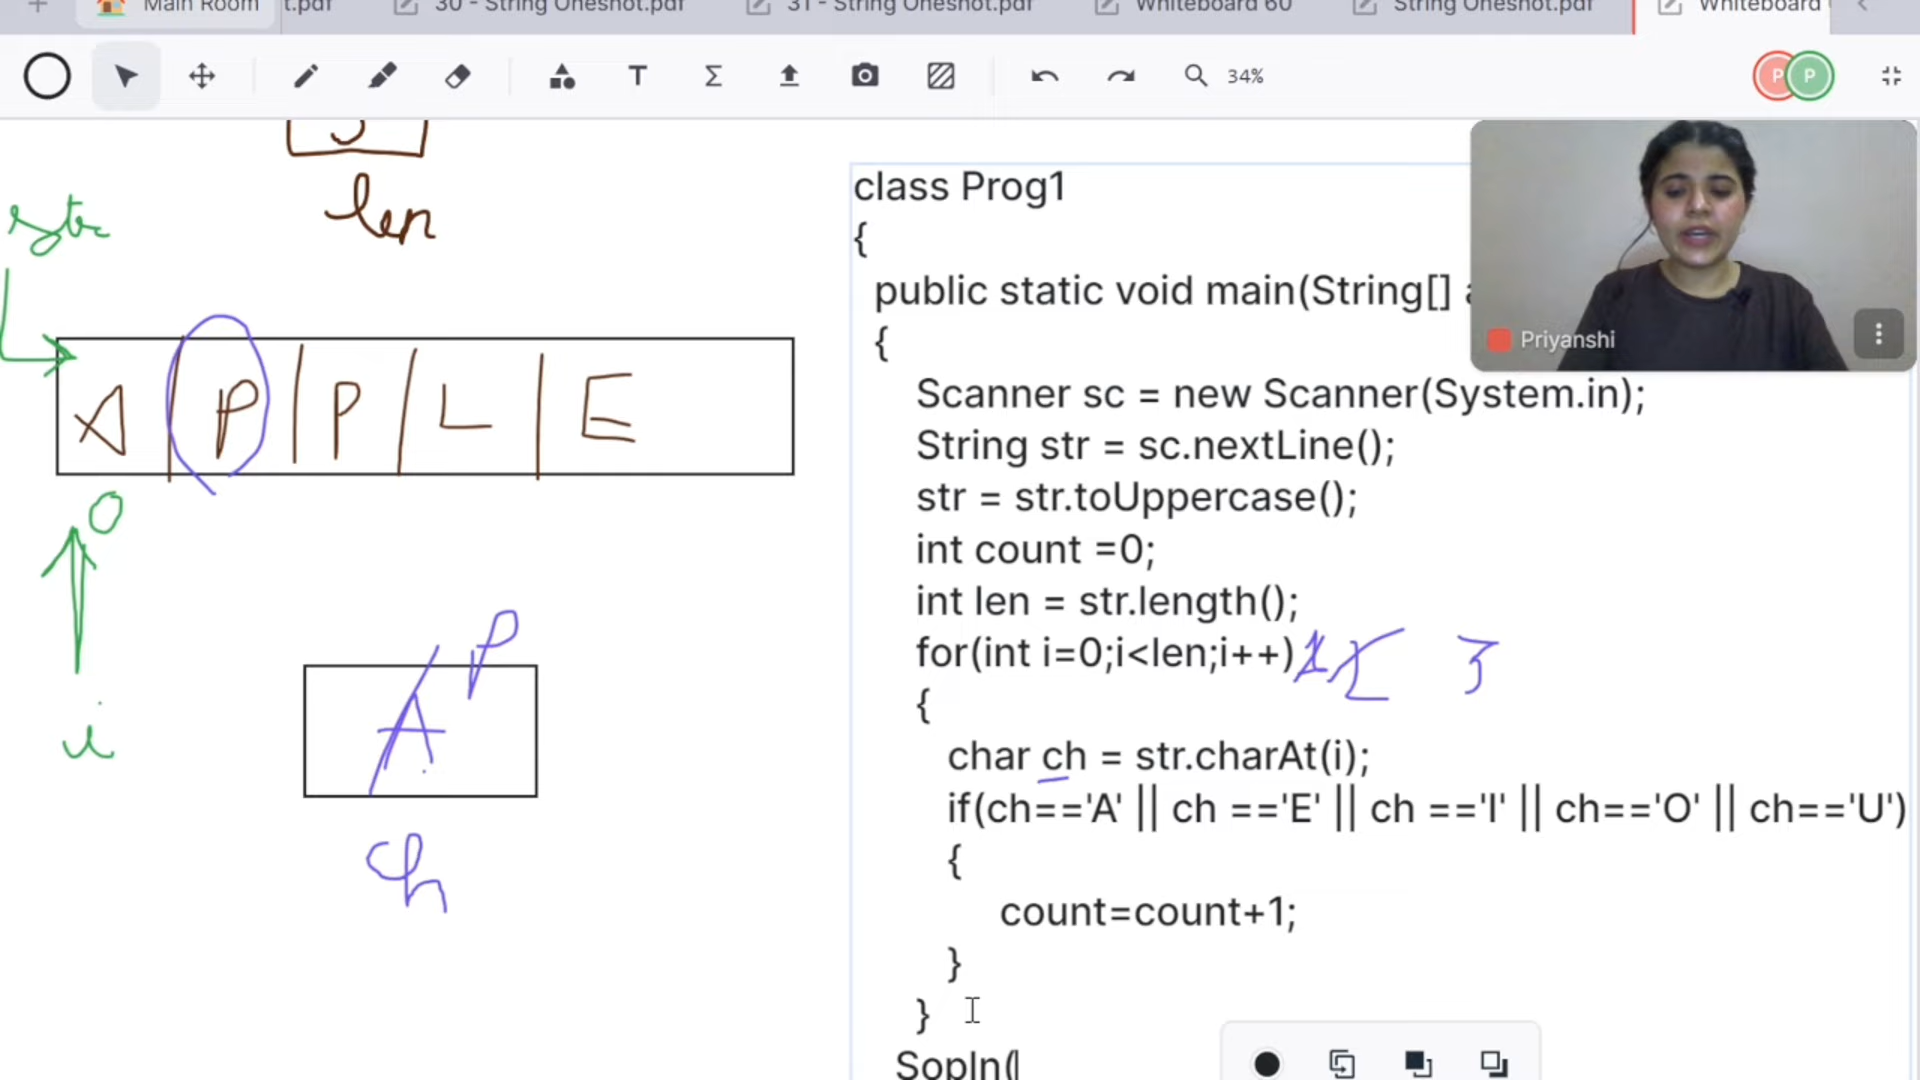 Main Room
t.pdf
30 - String Oneshot.pdf
31 - String Oneshot.pdf
Whiteboard 60
String Oneshot.pdf
Whiteboard
34%
P P
Priyanshi
len
str
A P P L E
0
i
A P
ch
class Prog1
{
public static void main(String[] a
{
Scanner sc = new Scanner(System.in);
String str = sc.nextLine();
str = str.toUppercase();
int count =0;
int len = str.length();
for(int i=0;i<len;i++)
{
char ch = str.charAt(i);
if(ch=='A' || ch =='E' || ch =='I' || ch=='O' || ch=='U')
{
count=count+1;
}
}
Sopln(